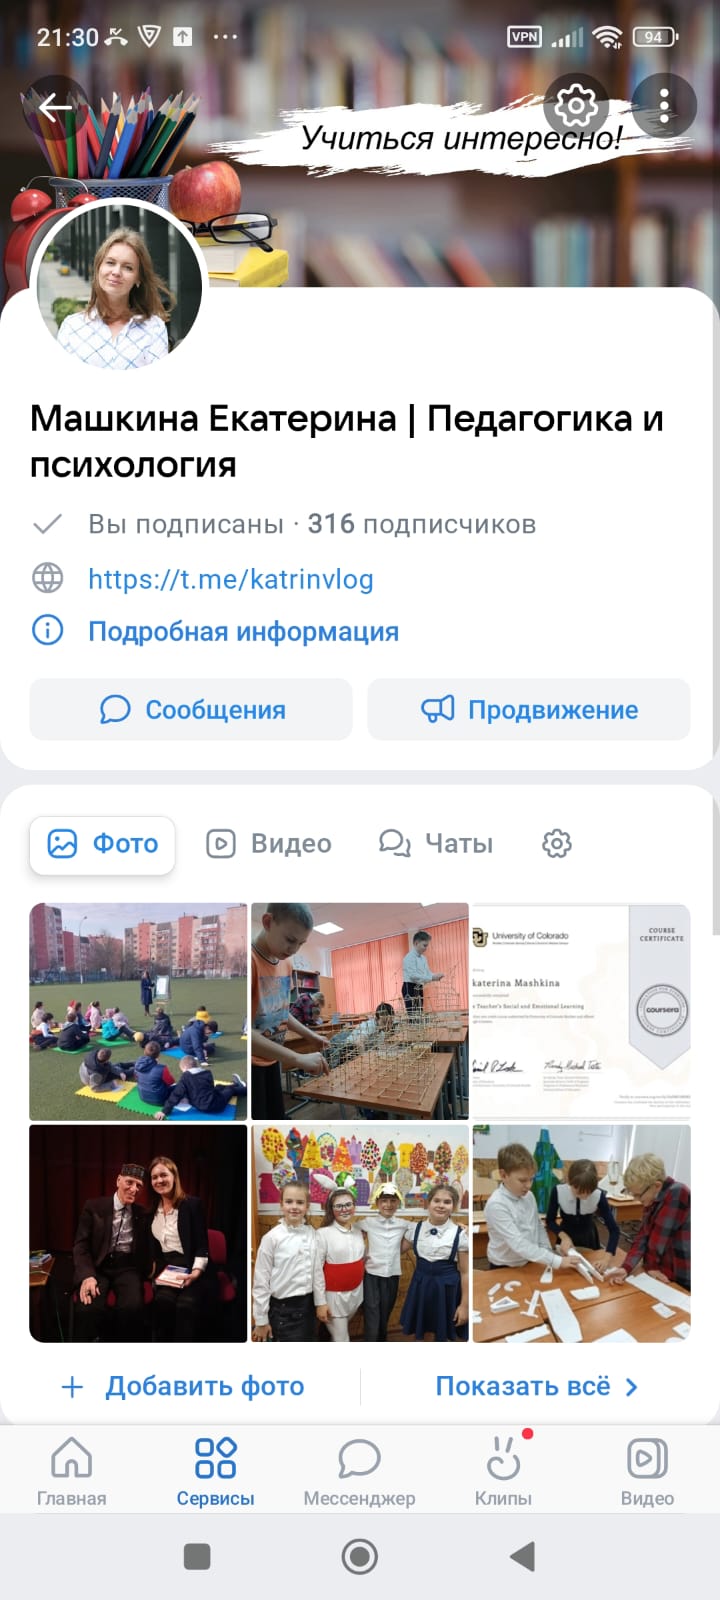 21:30
VPN
94
Учиться интересно!
Машкина Екатерина | Педагогика и
психология
Вы подписаны · 316 подписчиков
https://t.me/katrinvlog
Подробная информация
Сообщения
Продвижение
Фото
Видео
Чаты
University of Colorado
COURSE
CERTIFICATE
katerina Mashkina
Teacher's Social and Emotional Learning
coursera
Добавить фото
Показать всё
Главная
Сервисы
Мессенджер
Клипы
Видео